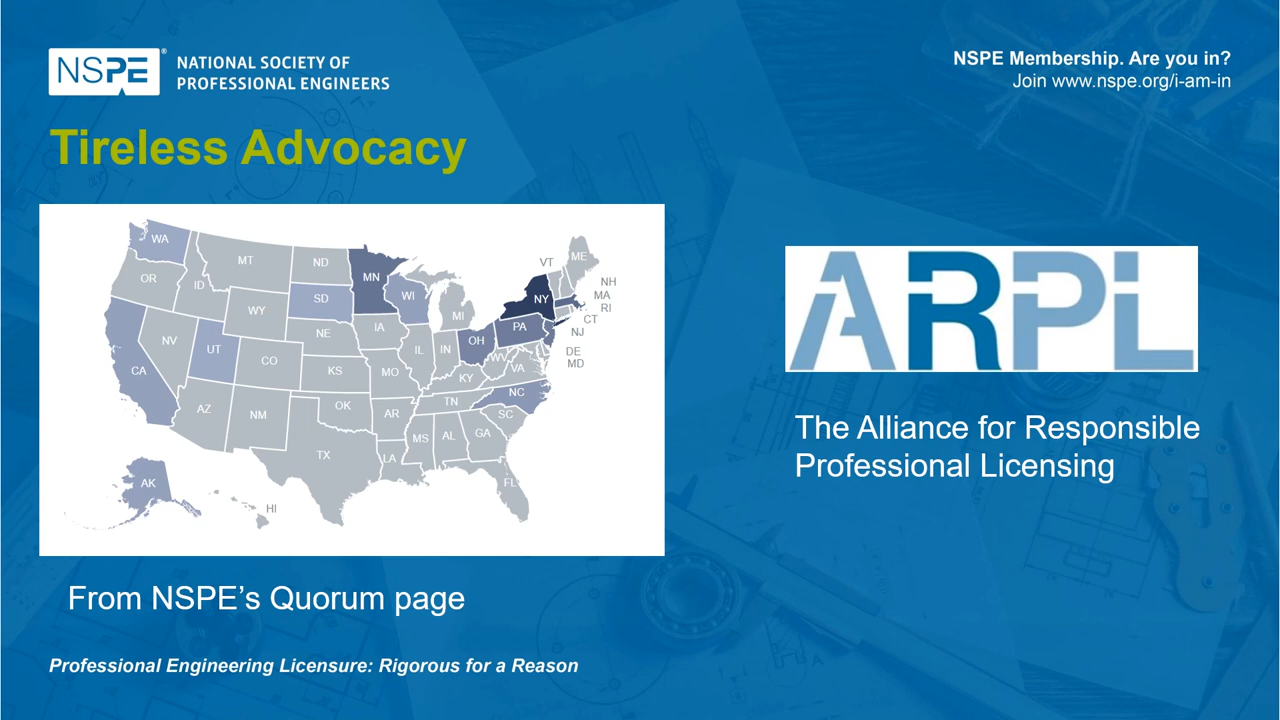 NSPE®
NATIONAL SOCIETY OF
PROFESSIONAL ENGINEERS
NSPE Membership. Are you in?
Join www.nspe.org/i-am-in
Tireless Advocacy
WA
MT
ND
MN
VT
ME
OR
ID
SD
WI
NH
WY
MI
NY
MA
RI
CT
NV
UT
NE
IA
PA
NJ
CA
CO
IL
IN
OH
DE
MD
KS
MO
WV
VA
KY
AZ
NM
OK
AR
TN
NC
SC
TX
LA
MS
AL
GA
FL
AK
HI
ARPL
The Alliance for Responsible
Professional Licensing
From NSPE’s Quorum page
Professional Engineering Licensure: Rigorous for a Reason